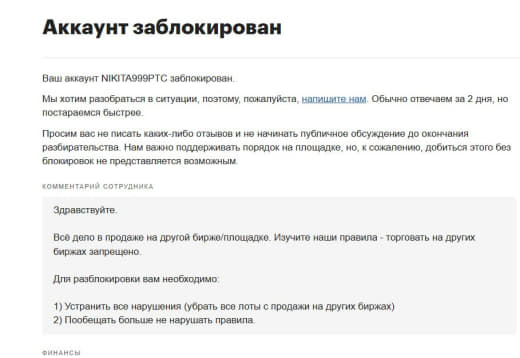 Аккаунт заблокирован
Ваш аккаунт NIKITA999PTC заблокирован.
Мы хотим разобраться в ситуации, поэтому, пожалуйста, напишите нам. Обычно отвечаем за 2 дня, но
постараемся быстрее.
Просим вас не писать каких-либо отзывов и не начинать публичное обсуждение до окончания
разбирательства. Нам важно поддерживать порядок на площадке, но, к сожалению, добиться этого без
блокировок не представляется возможным.
КОММЕНТАРИЙ СОТРУДНИКА
Здравствуйте.
Всё дело в продаже на другой бирже/площадке. Изучите наши правила - торговать на других
биржах запрещено.
Для разблокировки вам необходимо:
1) Устранить все нарушения (убрать все лоты с продажи на других биржах)
2) Пообещать больше не нарушать правила.
ФИНАНСЫ